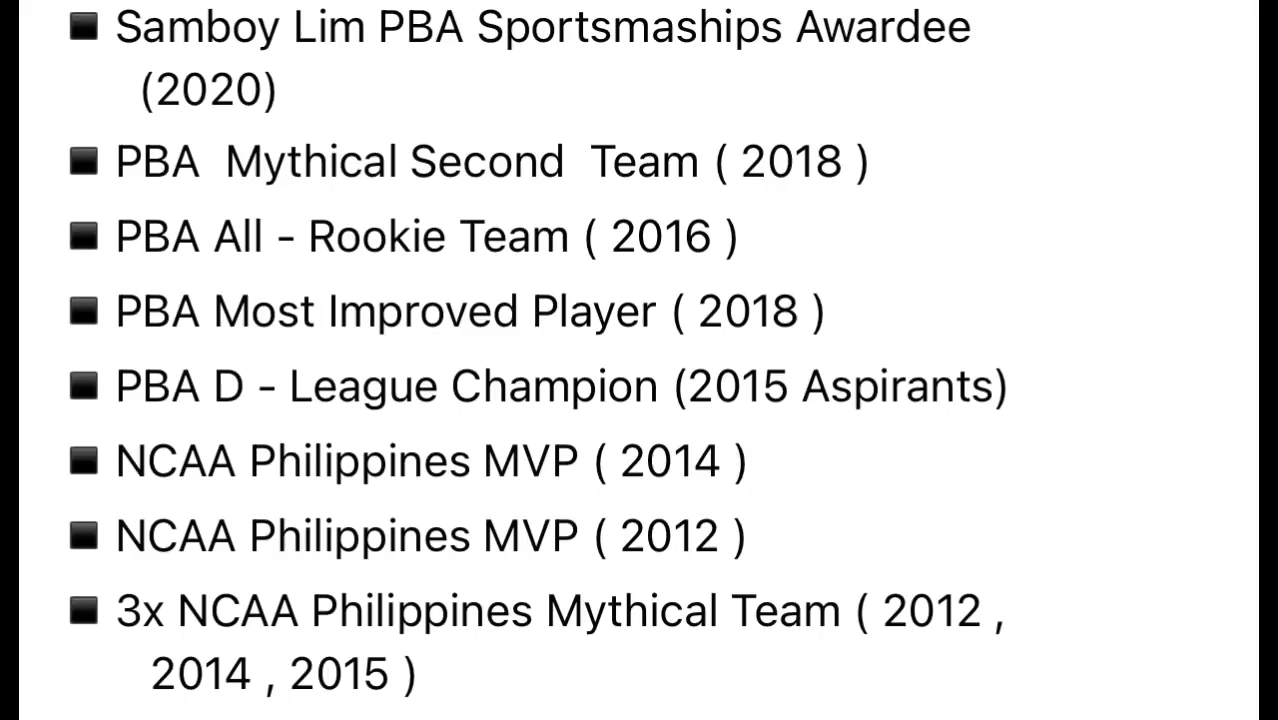 ▪ Samboy Lim PBA Sportsmaships Awardee
(2020)
▪ PBA  Mythical Second  Team ( 2018 )
▪ PBA All - Rookie Team ( 2016 )
▪ PBA Most Improved Player ( 2018 )
▪ PBA D - League Champion (2015 Aspirants)
▪ NCAA Philippines MVP ( 2014 )
▪ NCAA Philippines MVP ( 2012 )
▪ 3x NCAA Philippines Mythical Team ( 2012 ,
2014 , 2015 )